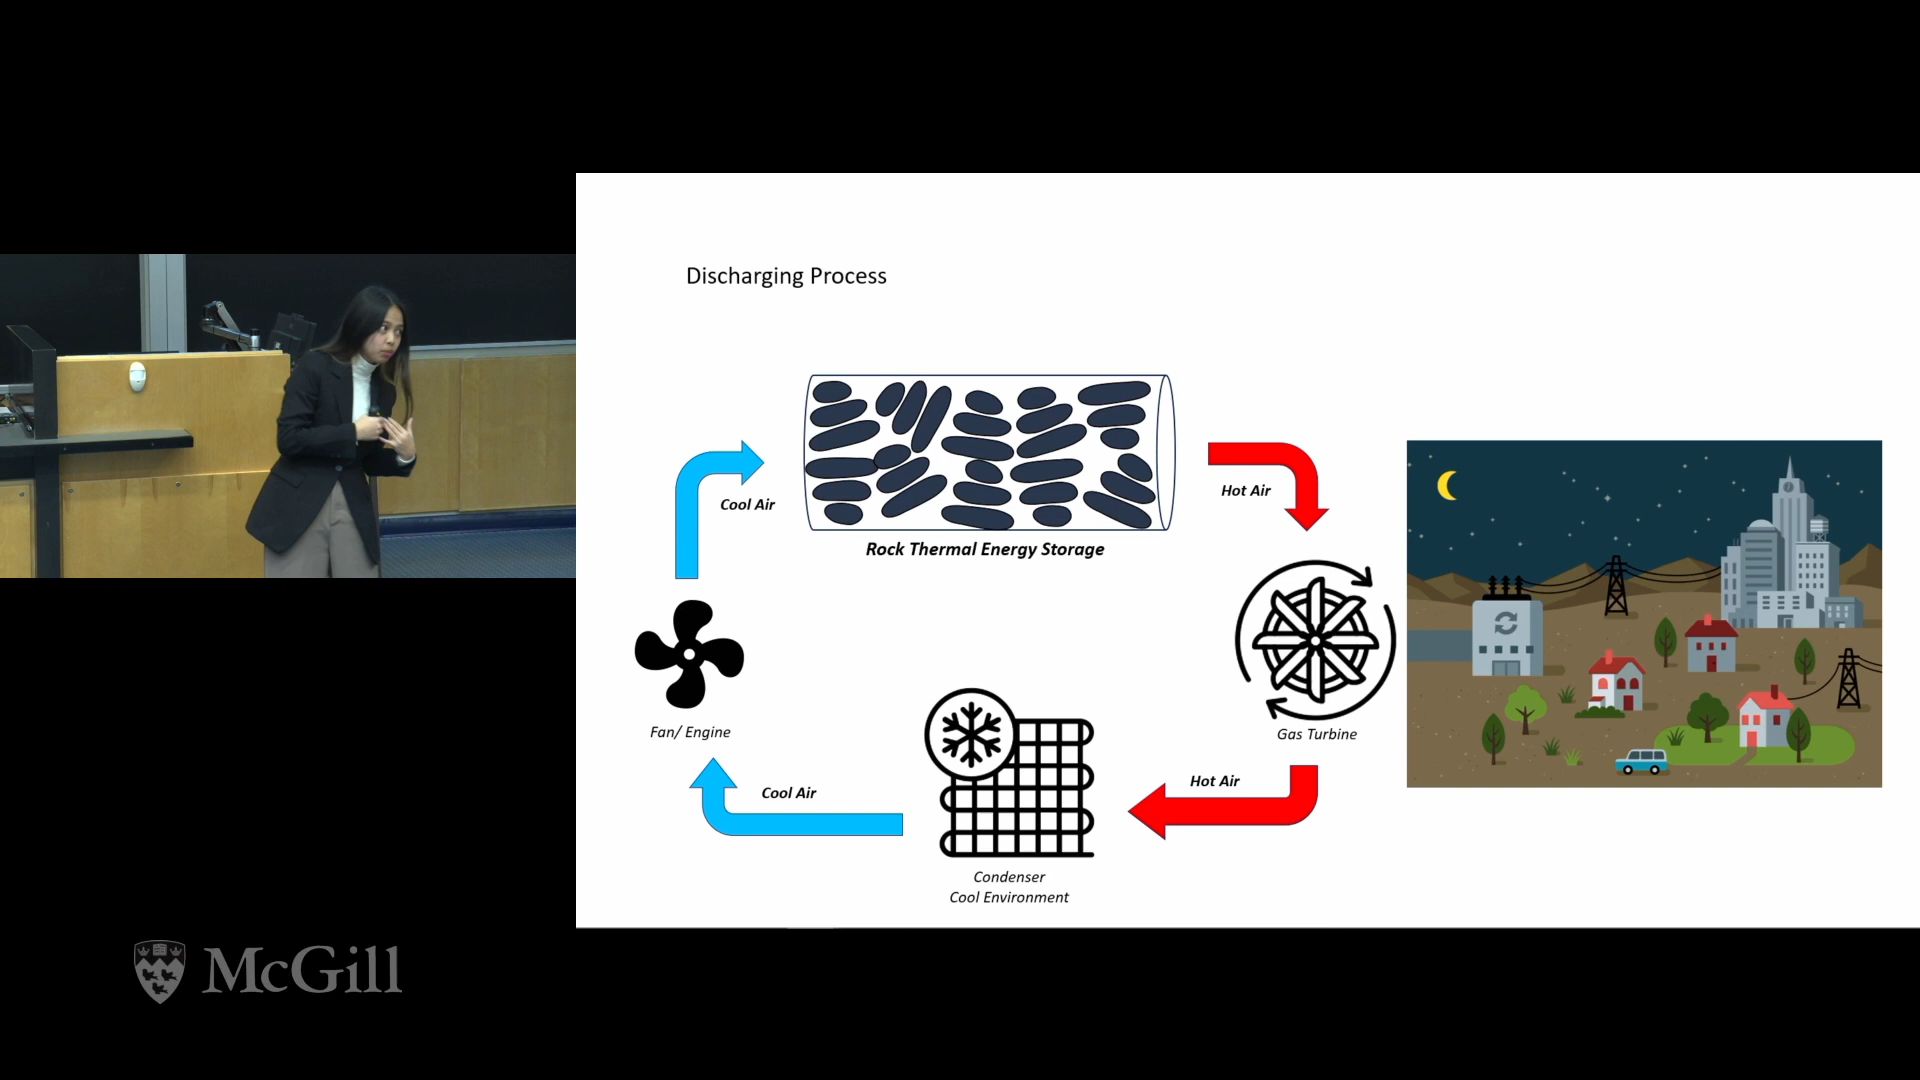 Discharging Process
Cool Air
Hot Air
Rock Thermal Energy Storage
Fan/ Engine
Gas Turbine
Cool Air
Hot Air
Condenser
Cool Environment
McGill